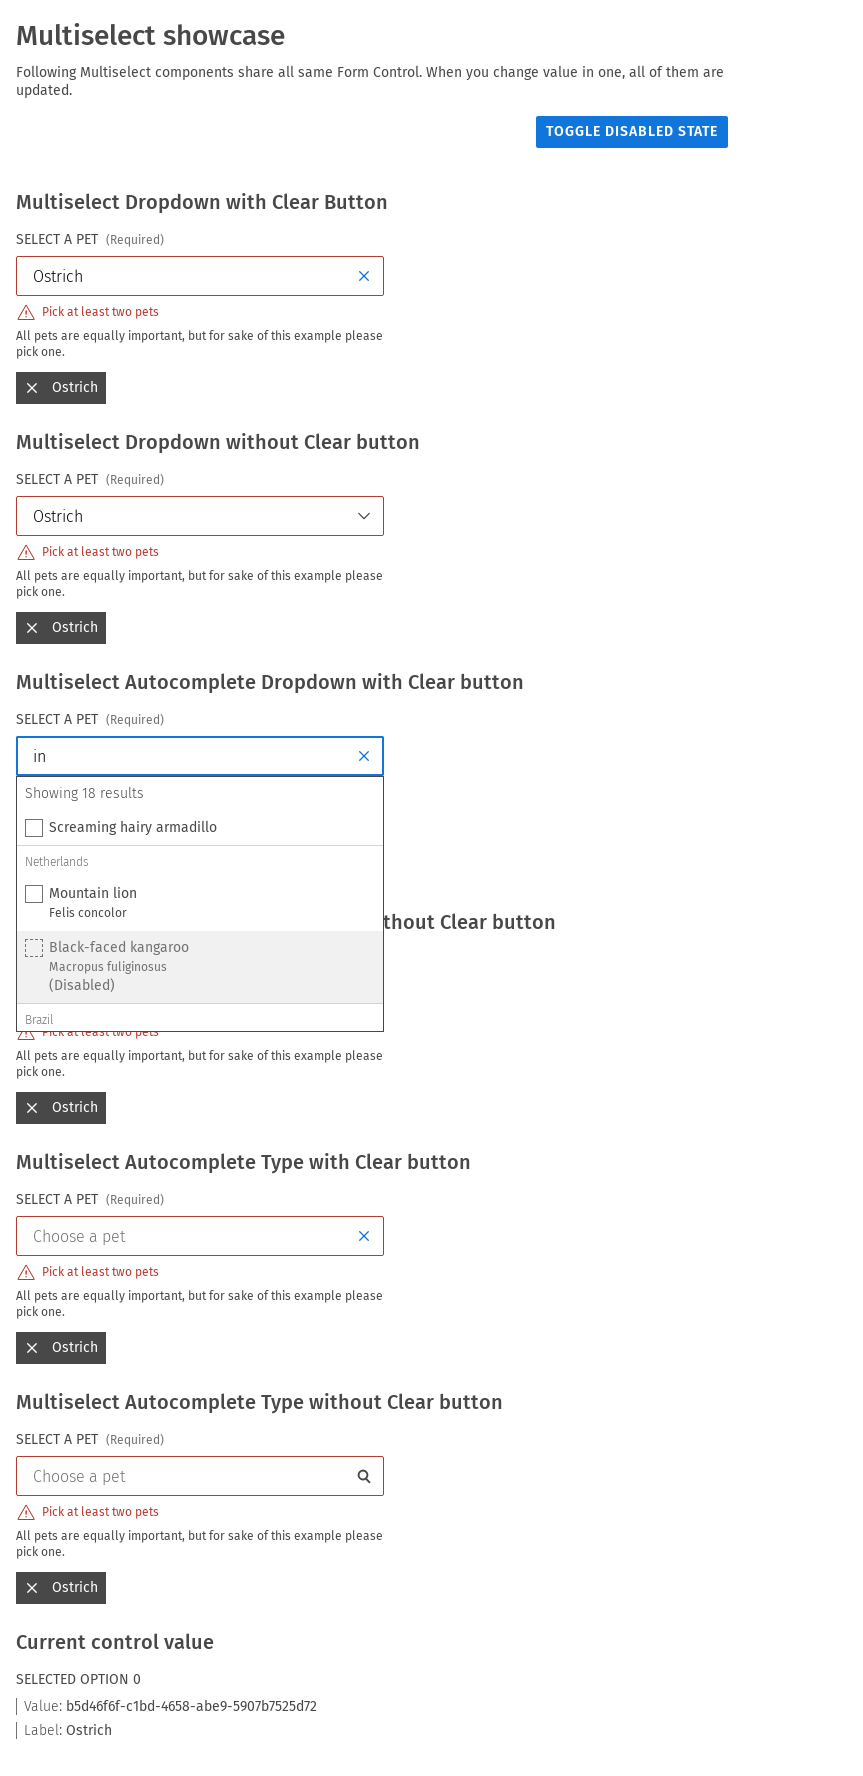 Multiselect showcase
Following Multiselect components share all same Form Control. When you change value in one, all of them are
updated.
TOGGLE DISABLED STATE
Multiselect Dropdown with Clear Button
SELECT A PET (Required)
Ostrich
Pick at least two pets
All pets are equally important, but for sake of this example please
pick one.
Ostrich
Multiselect Dropdown without Clear button
SELECT A PET (Required)
Ostrich
Pick at least two pets
All pets are equally important, but for sake of this example please
pick one.
Ostrich
Multiselect Autocomplete Dropdown with Clear button
SELECT A PET (Required)
in
Showing 18 results
Screaming hairy armadillo
Netherlands
Mountain lion
Felis concolor
thout Clear button
Black-faced kangaroo
Macropus fuliginosus
(Disabled)
Brazil
Pick at least two pets
All pets are equally important, but for sake of this example please
pick one.
Ostrich
Multiselect Autocomplete Type with Clear button
SELECT A PET (Required)
Choose a pet
Pick at least two pets
All pets are equally important, but for sake of this example please
pick one.
Ostrich
Multiselect Autocomplete Type without Clear button
SELECT A PET (Required)
Choose a pet
Pick at least two pets
All pets are equally important, but for sake of this example please
pick one.
Ostrich
Current control value
SELECTED OPTION 0
Value: b5d46f6f-c1bd-4658-abe9-5907b7525d72
Label: Ostrich